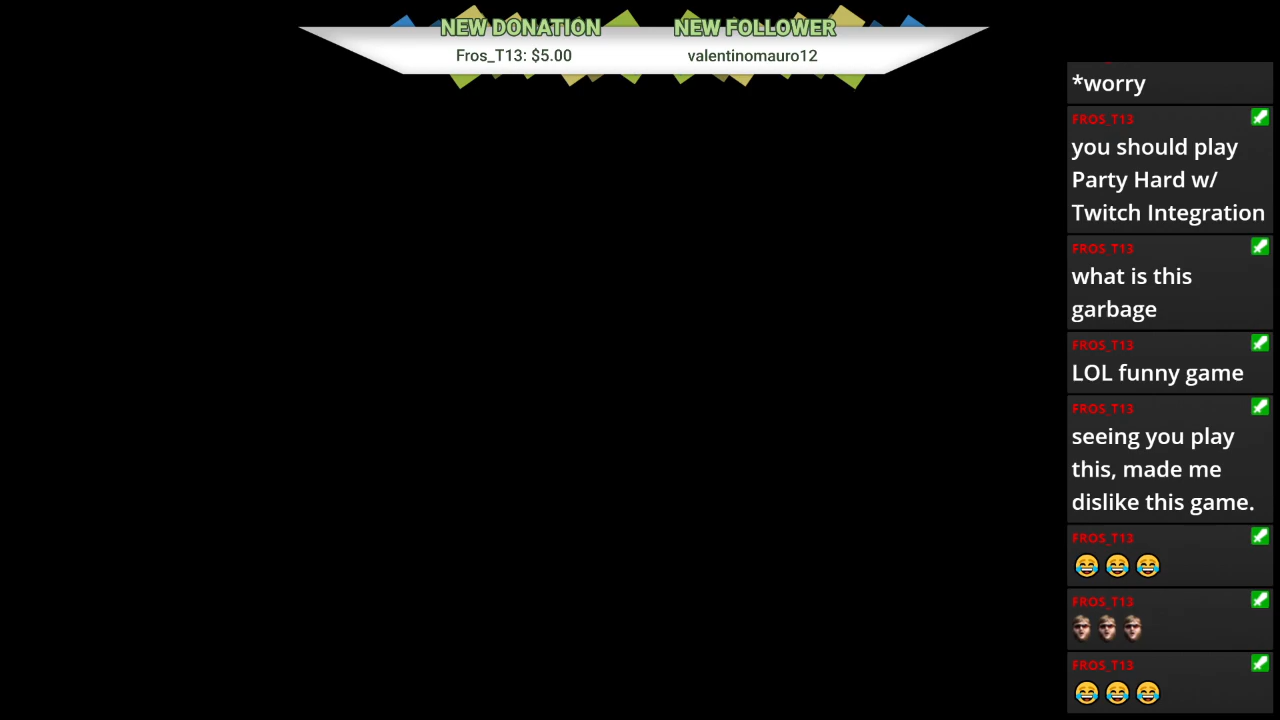 NEW DONATION
Fros_T13: $5.00
NEW FOLLOWER
valentinomauro12
*worry
FROS_T13
you should play
Party Hard w/
Twitch Integration
FROS_T13
what is this
garbage
FROS_T13
LOL funny game
FROS_T13
seeing you play
this, made me
dislike this game.
FROS_T13
😂 😂 😂
FROS_T13
FROS_T13
😂 😂 😂